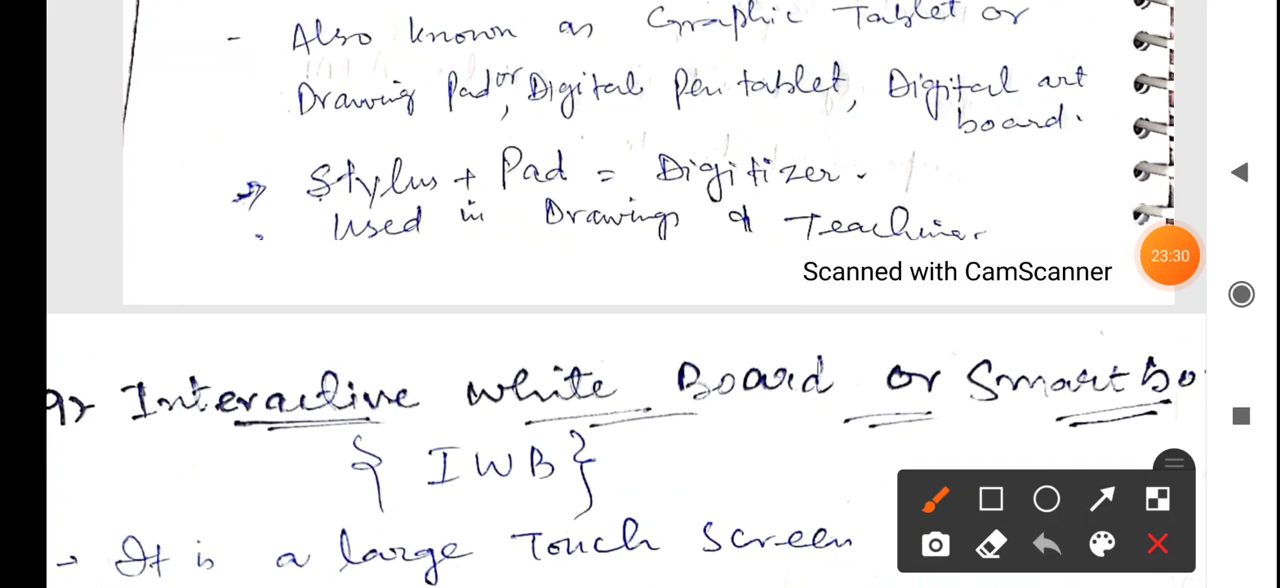 - Also known as Graphic Tablet or
Drawing Pad or, Digital Pen tablet, Digital art
board.
⇒ Stylus + Pad = Digitizer.
Used in Drawings & Teaching
Scanned with CamScanner
23:30
9> Interactive white Board or Smart bo
{ IWB }
→ It is a large Touch screen